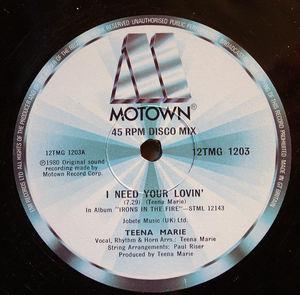 MOTOWN®
45 RPM DISCO MIX
12TMG 1203A
12TMG 1203
℗1980 Original sound
recording made by
Motown Record Corp.
I NEED YOUR LOVIN'
(7.29) (Teena Marie)
In Album "IRONS IN THE FIRE"—STML 12143
Jobete Music (UK) Ltd.
TEENA MARIE
Vocal, Rhythm & Horn Arrs.: Teena Marie
String Arrangements: Paul Riser
Produced by Teena Marie